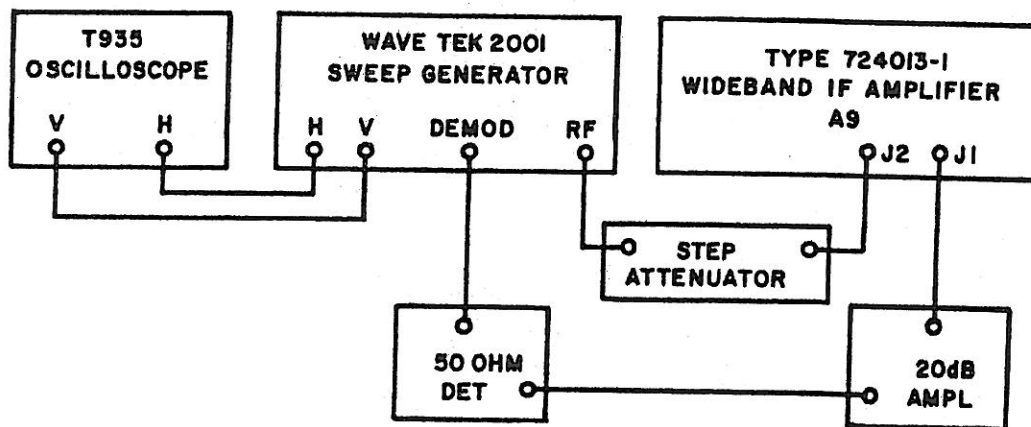 T935
OSCILLOSCOPE
V H
WAVE TEK 2001
SWEEP GENERATOR
H V DEMOD RF
TYPE 724013-1
WIDEBAND IF AMPLIFIER
A9
J2 J1
STEP
ATTENUATOR
50 OHM
DET
20dB
AMPL